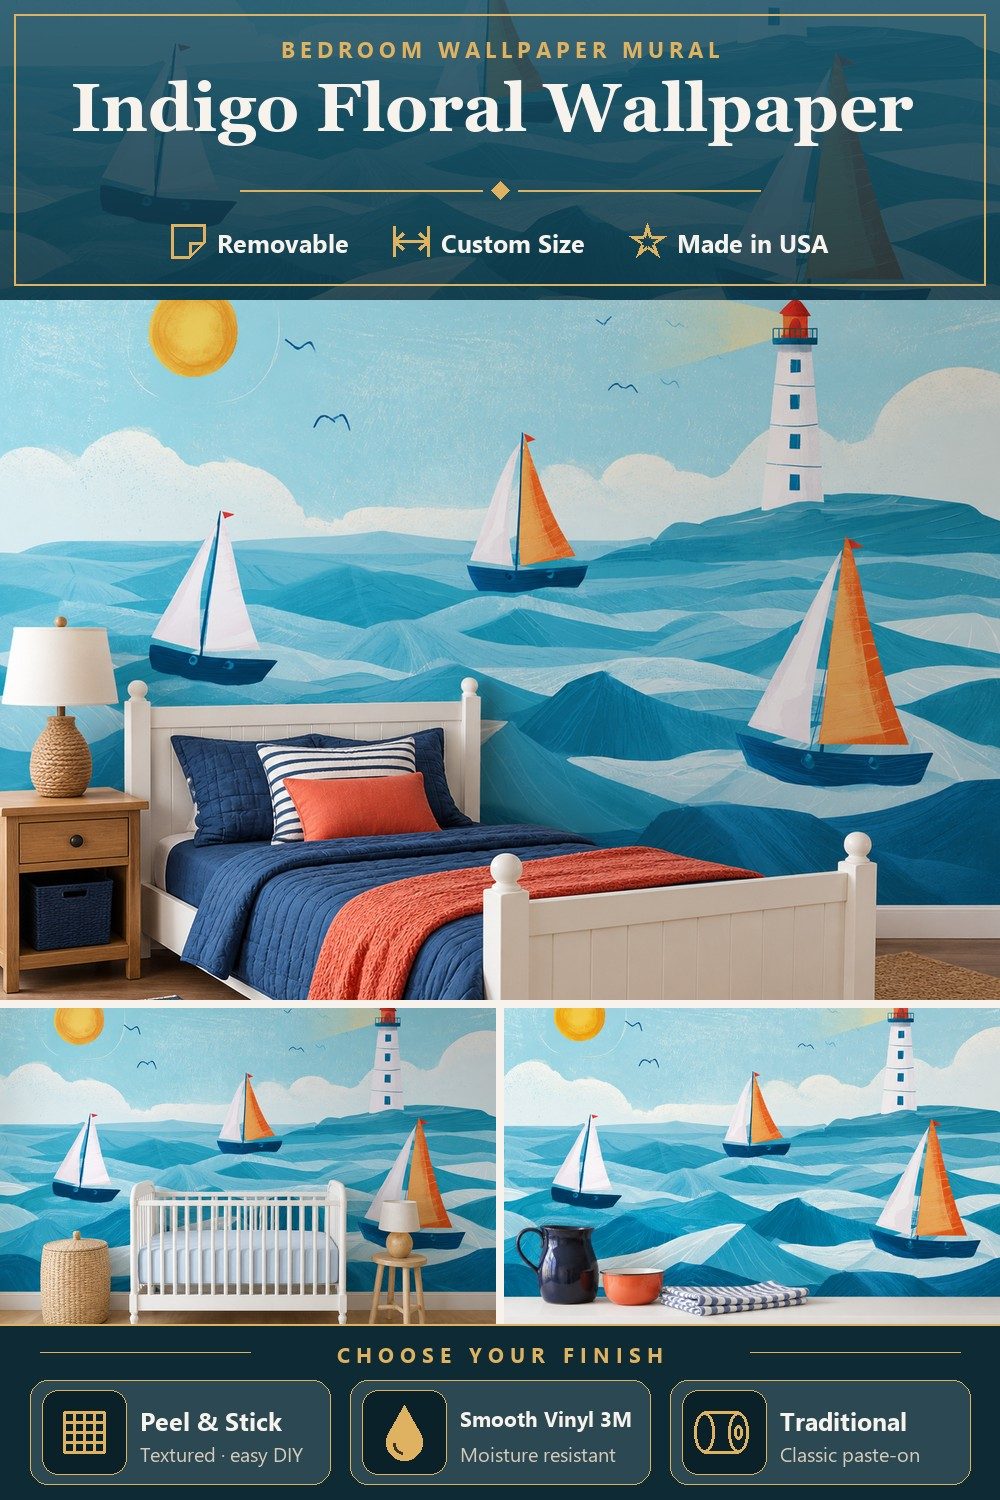 BEDROOM WALLPAPER MURAL
Indigo Floral Wallpaper
Removable
Custom Size
Made in USA
CHOOSE YOUR FINISH
Peel & Stick
Textured · easy DIY
Smooth Vinyl 3M
Moisture resistant
Traditional
Classic paste-on